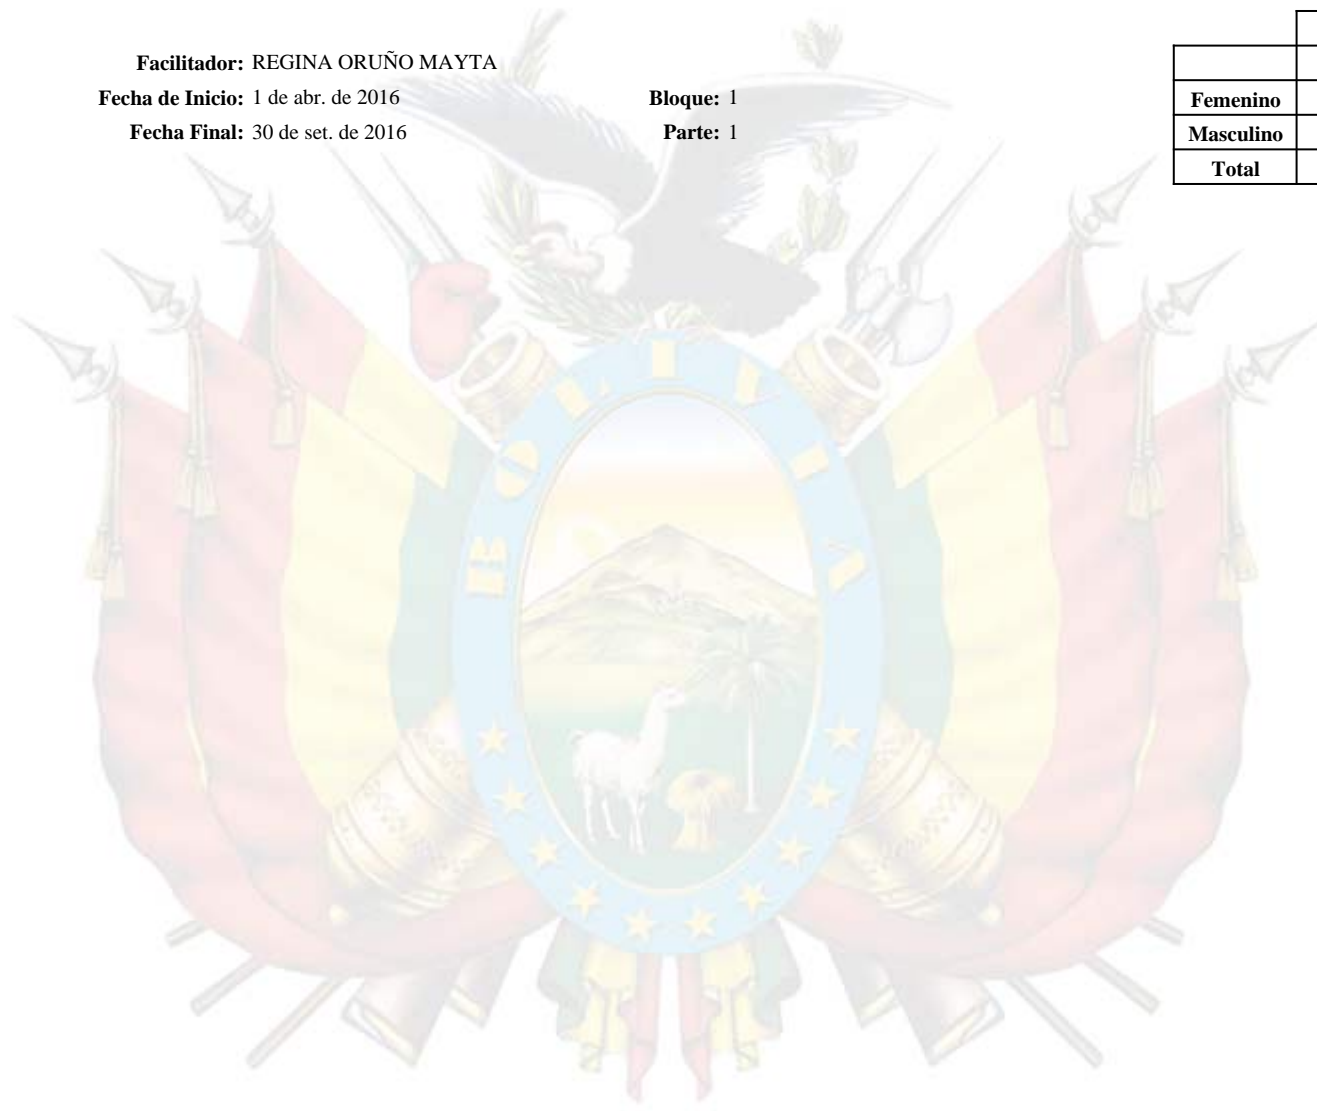 Facilitador: REGINA ORUÑO MAYTA
Fecha de Inicio: 1 de abr. de 2016 Bloque: 1
Fecha Final: 30 de set. de 2016 Parte: 1
Femenino
Masculino
Total
BOLIVIA